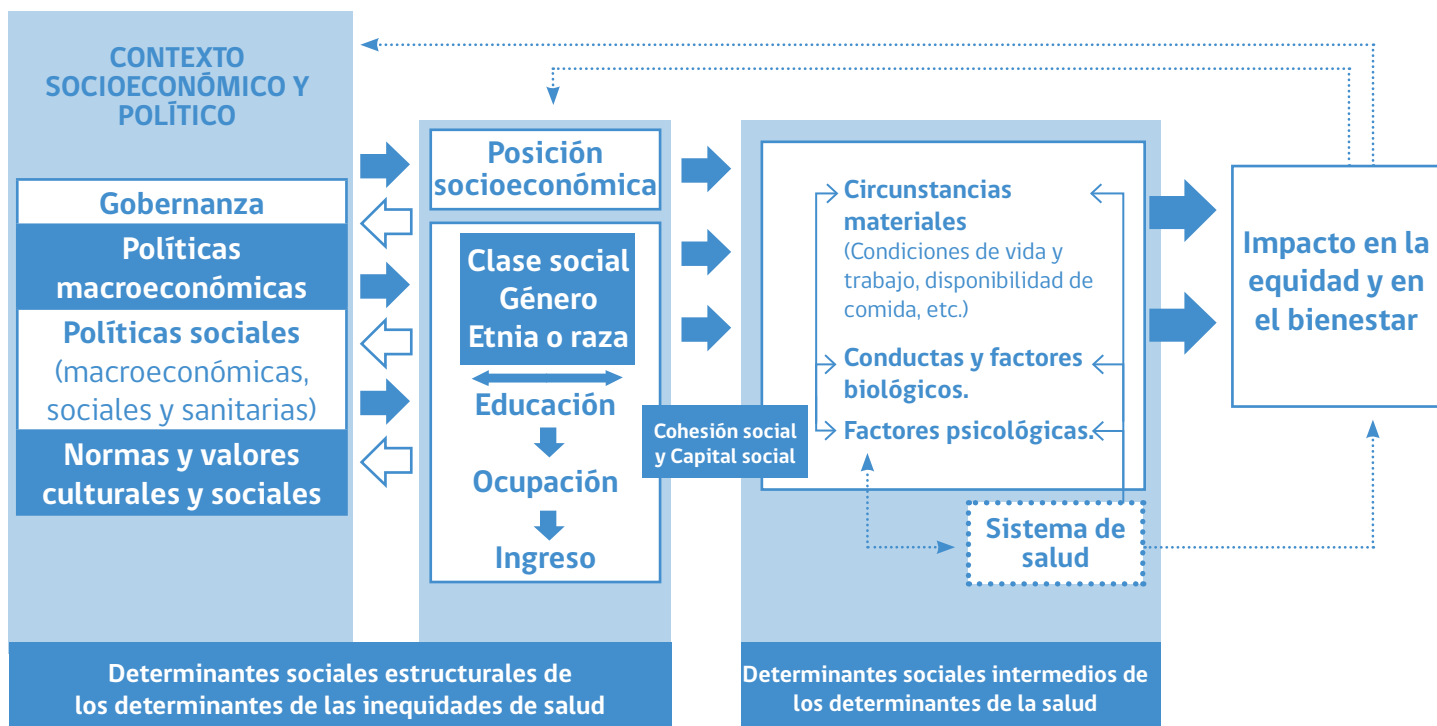 CONTEXTO
SOCIOECONÓMICO Y
POLÍTICO
Gobernanza
Políticas
macroeconómicas
Políticas sociales
(macroeconómicas,
sociales y sanitarias)
Normas y valores
culturales y sociales
Posición
socioeconómica
Clase social
Género
Etnia o raza
Educación
Ocupación
Ingreso
Cohesión social
y Capital social
Circunstancias
materiales
(Condiciones de vida y
trabajo, disponibilidad de
comida, etc.)
Conductas y factores
biológicos.
Factores psicológicas.
Sistema de
salud
Impacto en la
equidad y en
el bienestar
Determinantes sociales estructurales de
los determinantes de las inequidades de salud
Determinantes sociales intermedios de
los determinantes de la salud